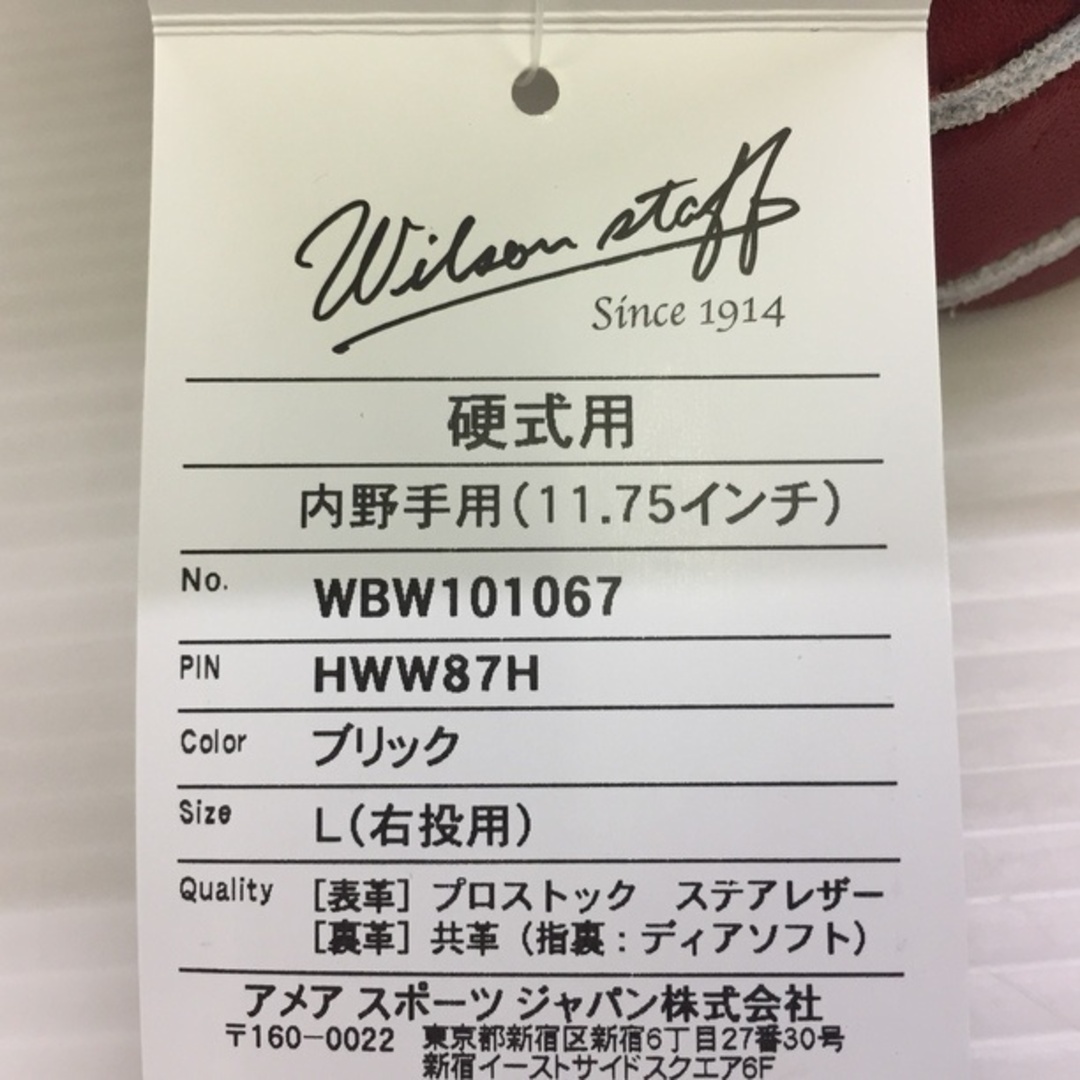 Wilson staff
Since 1914
硬式用
内野手用(11.75インチ)
No. WBW101067
PIN HWW87H
Color ブリック
Size L(右投用)
Quality [表革] プロストック ステアレザー
[裏革] 共革 (指裏:ディアソフト)
アメア スポーツ ジャパン株式会社
〒160-0022 東京都新宿区新宿6丁目27番30号
新宿イーストサイドスクエア6F